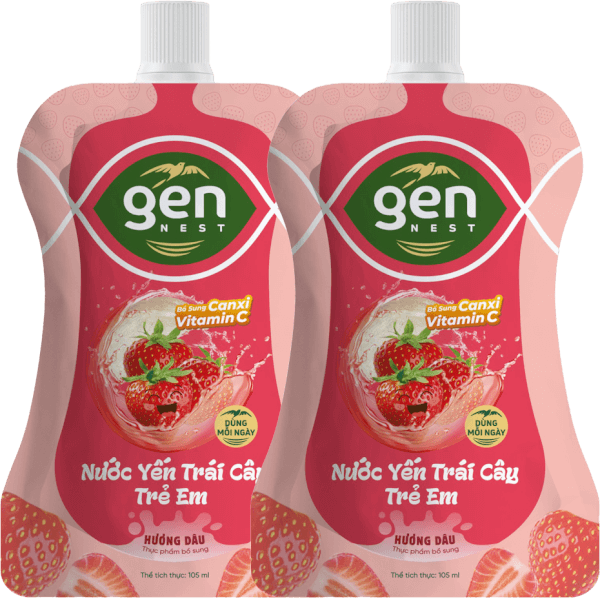 gen
NEST
Bổ Sung Canxi
Vitamin C
DÙNG
MỖI NGÀY
Nước Yến Trái Cây
Trẻ Em
HƯƠNG DÂU
Thực phẩm bổ sung
Thể tích thực: 105 ml
gen
NEST
Bổ Sung Canxi
Vitamin C
DÙNG
MỖI NGÀY
Nước Yến Trái Cây
Trẻ Em
HƯƠNG DÂU
Thực phẩm bổ sung
Thể tích thực: 105 ml